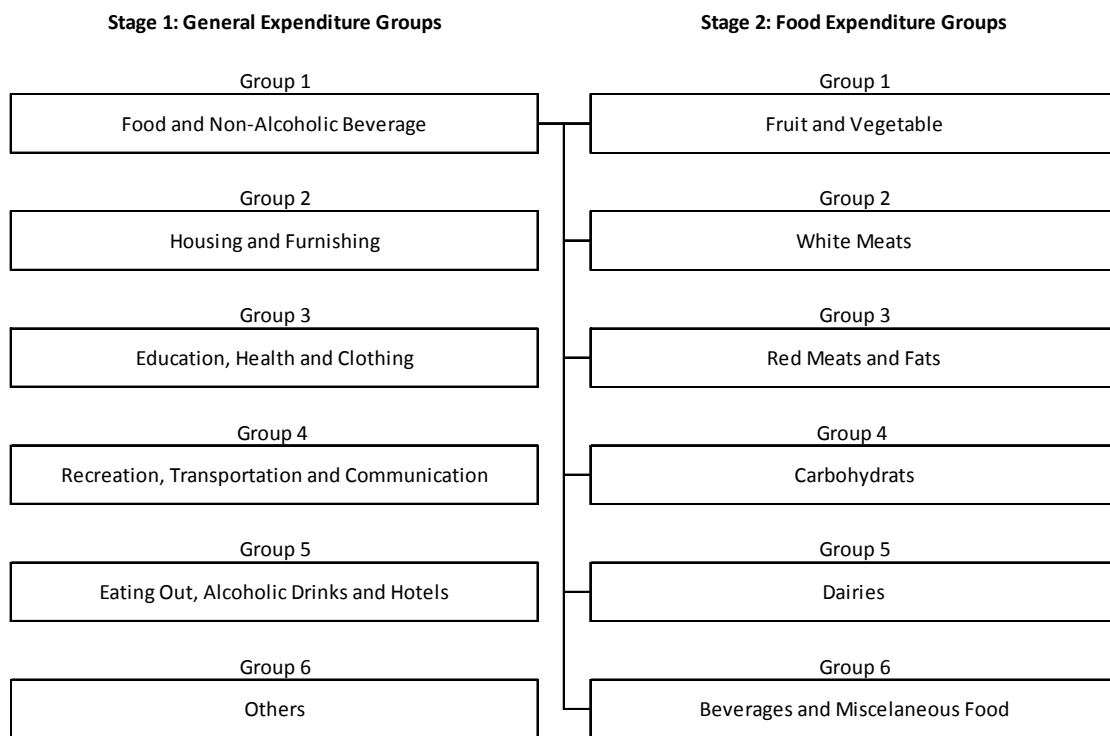 Stage 1: General Expenditure Groups
Group 1
Food and Non-Alcoholic Beverage
Group 2
Housing and Furnishing
Group 3
Education, Health and Clothing
Group 4
Recreation, Transportation and Communication
Group 5
Eating Out, Alcoholic Drinks and Hotels
Group 6
Others
Stage 2: Food Expenditure Groups
Group 1
Fruit and Vegetable
Group 2
White Meats
Group 3
Red Meats and Fats
Group 4
Carbohydrats
Group 5
Dairies
Group 6
Beverages and Miscelaneous Food